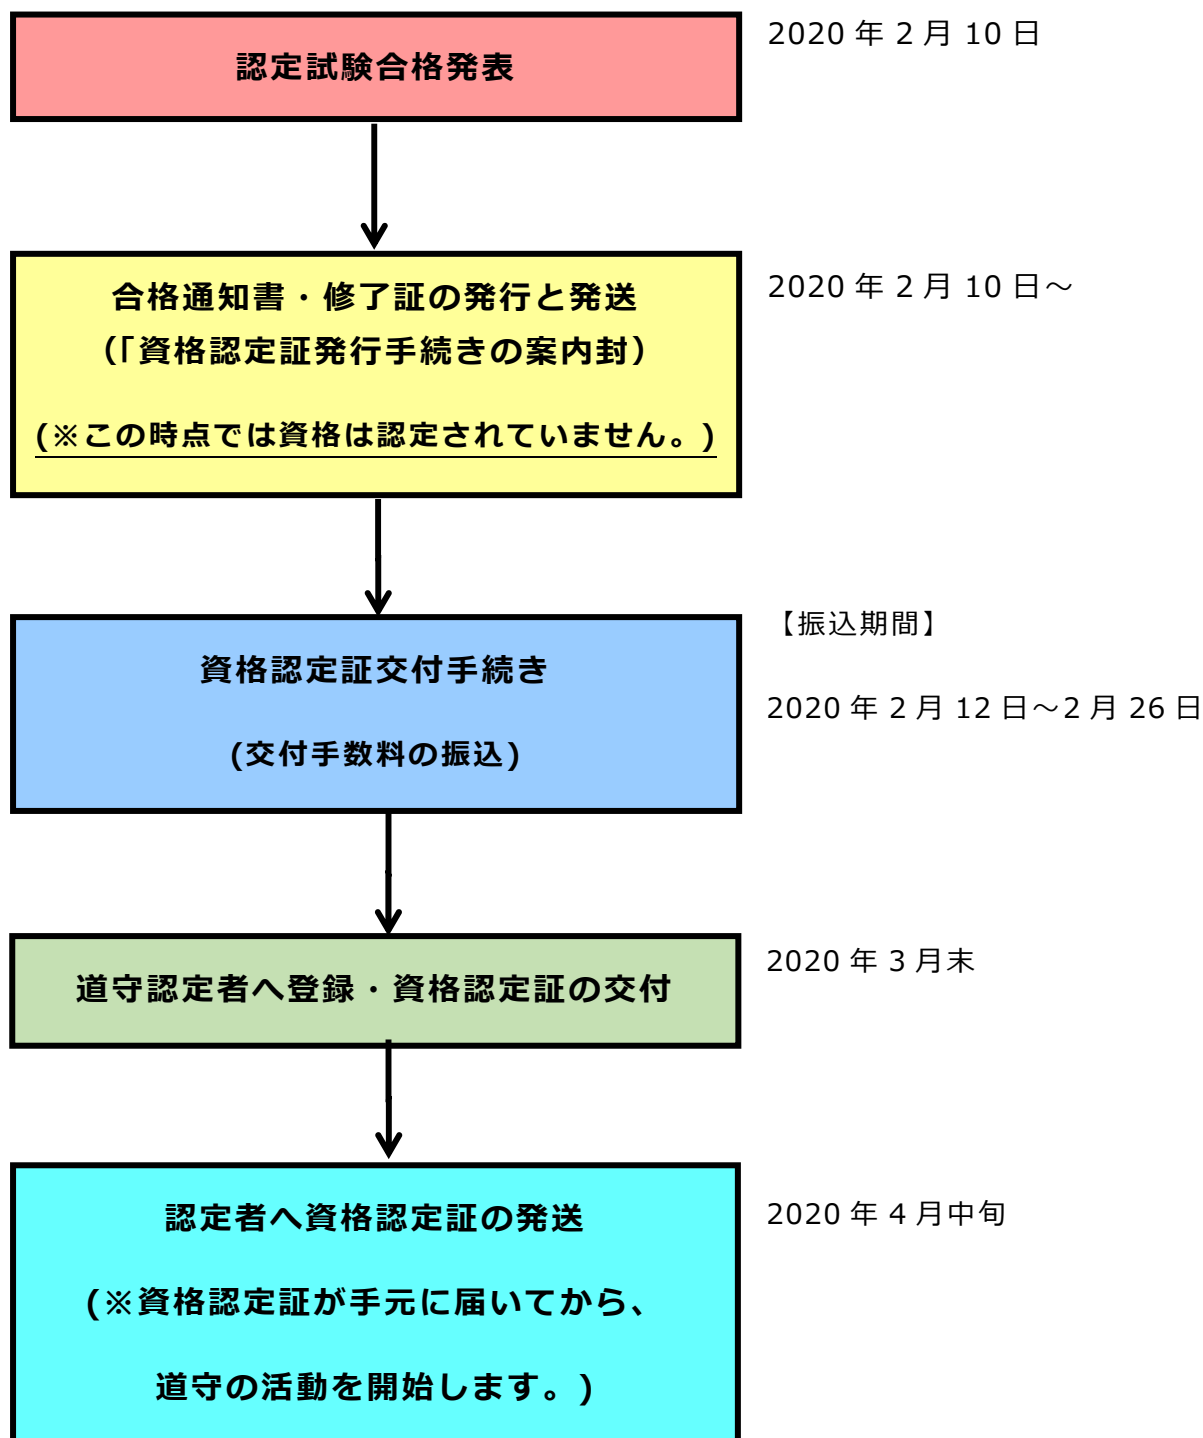 認定試験合格発表
2020 年 2 月 10 日
合格通知書・修了証の発行と発送
(「資格認定証発行手続きの案内封)
(※この時点では資格は認定されていません。)
2020 年 2 月 10 日～
資格認定証交付手続き
(交付手数料の振込)
【振込期間】
2020 年 2 月 12 日～2 月 26 日
道守認定者へ登録・資格認定証の交付
2020 年 3 月末
認定者へ資格認定証の発送
(※資格認定証が手元に届いてから、
道守の活動を開始します。)
2020 年 4 月中旬